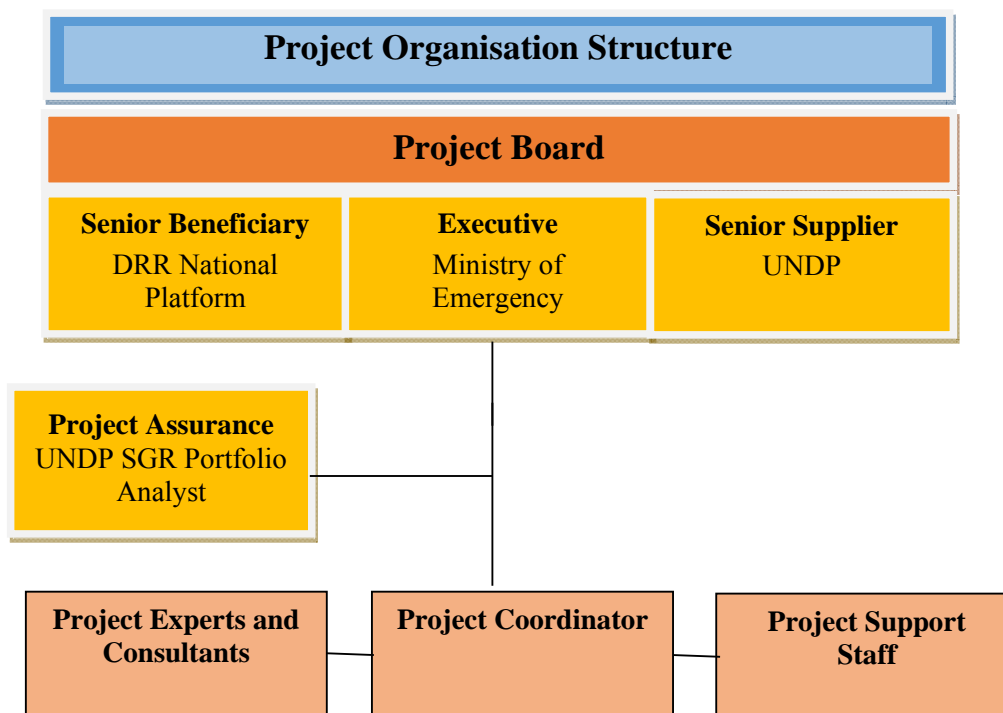 Project Organisation Structure
Project Board
Senior Beneficiary
DRR National
Platform
Executive
Ministry of
Emergency
Senior Supplier
UNDP
Project Assurance
UNDP SGR Portfolio
Analyst
Project Experts and
Consultants
Project Coordinator
Project Support
Staff